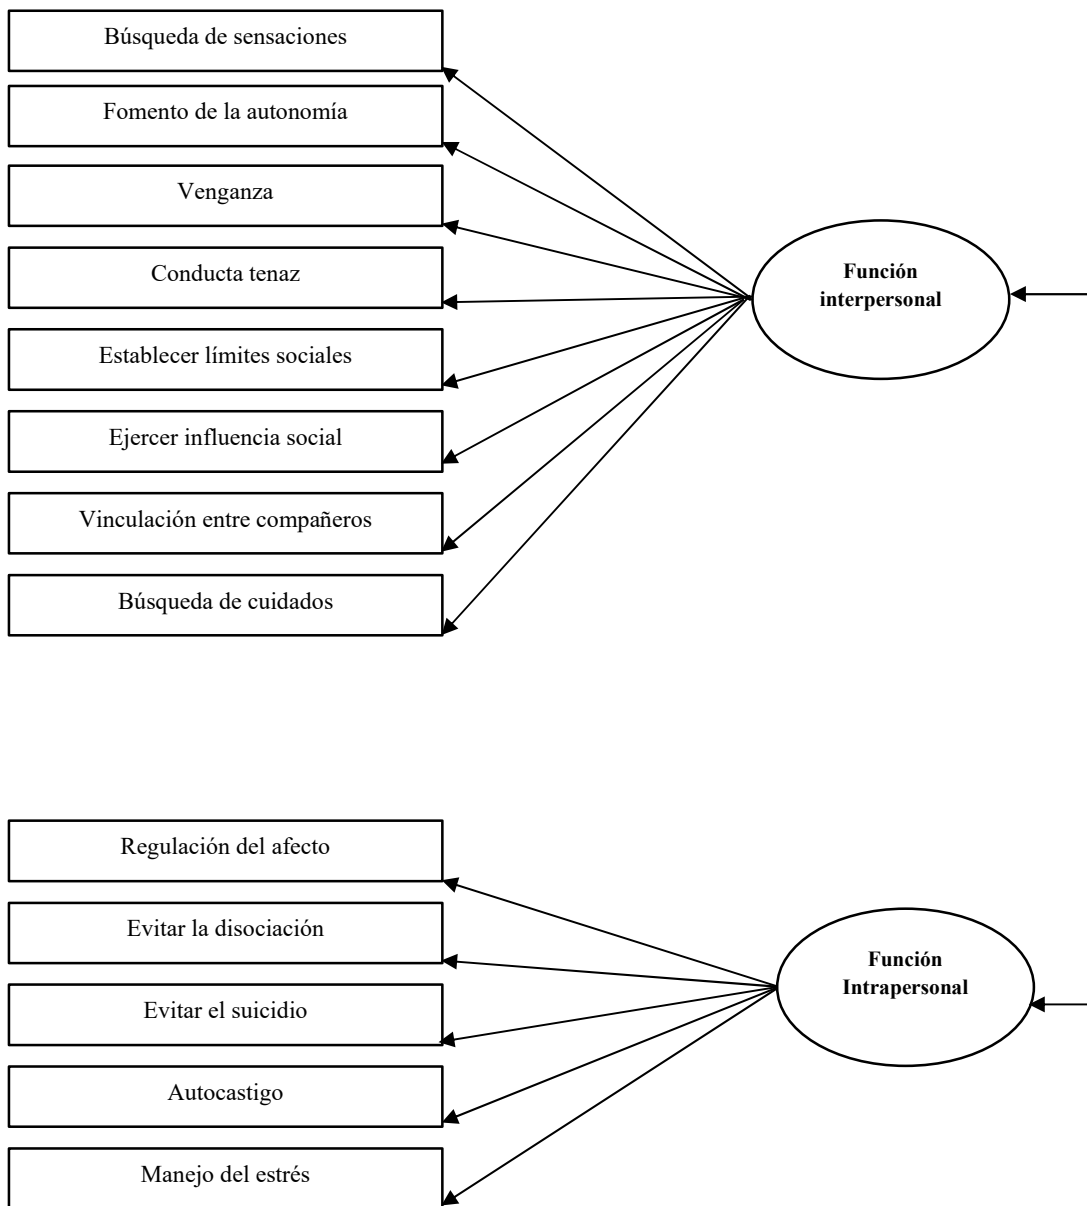 Búsqueda de sensaciones
Fomento de la autonomía
Venganza
Conducta tenaz
Establecer límites sociales
Ejercer influencia social
Vinculación entre compañeros
Búsqueda de cuidados
Función
interpersonal
Regulación del afecto
Evitar la disociación
Evitar el suicidio
Autocastigo
Manejo del estrés
Función
Intrapersonal